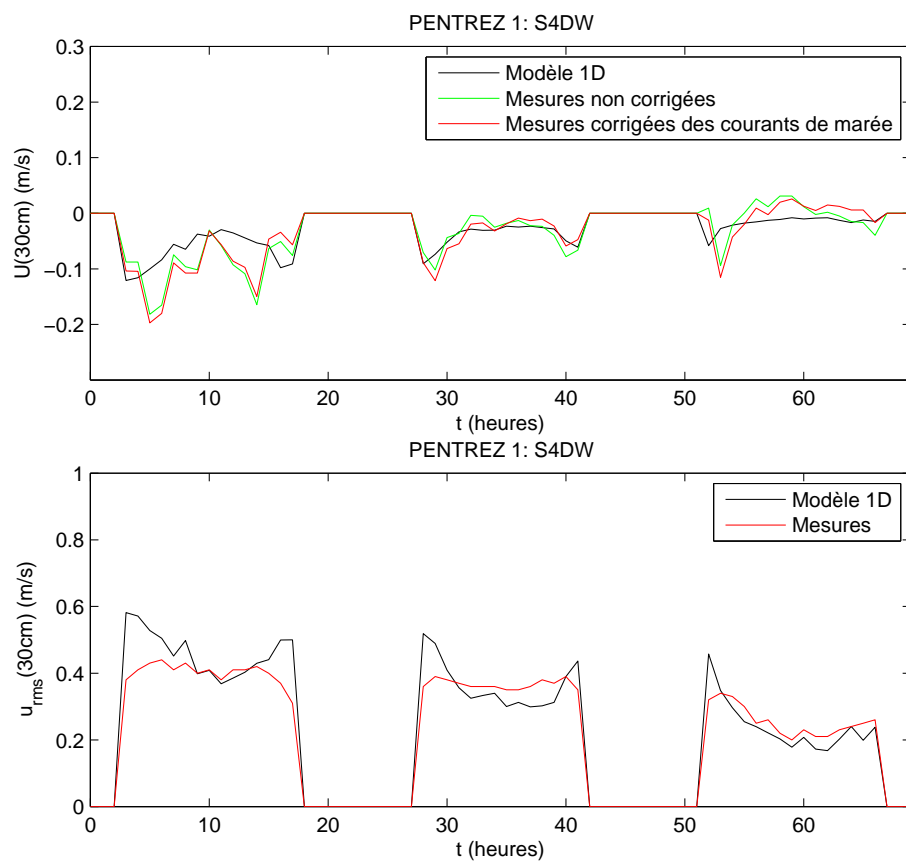 PENTREZ 1: S4DW
0.3
0.2
0.1
0
−0.1
−0.2
U(30cm) (m/s)
Modèle 1D
Mesures non corrigées
Mesures corrigées des courants de marée
0 10 20 30 40 50 60
t (heures)
PENTREZ 1: S4DW
1
0.8
0.6
0.4
0.2
0
u_rms(30cm) (m/s)
Modèle 1D
Mesures
0 10 20 30 40 50 60
t (heures)